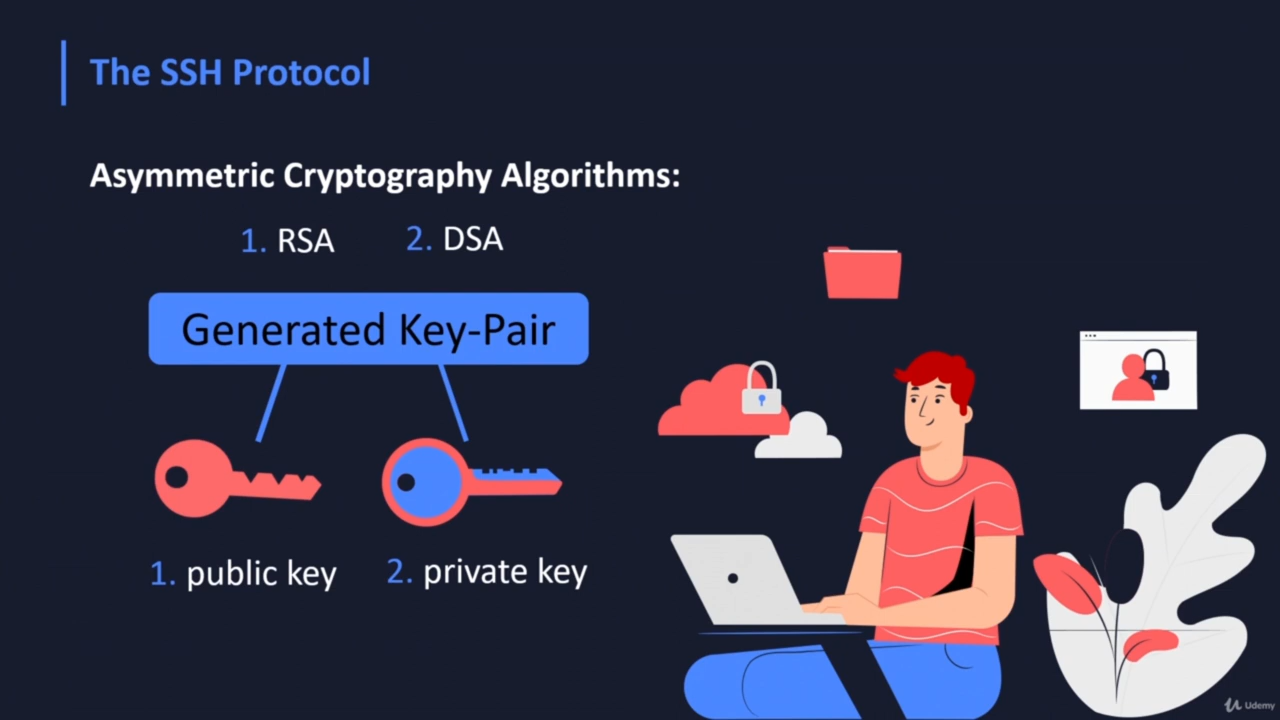 The SSH Protocol
Asymmetric Cryptography Algorithms:
1. RSA 2. DSA
Generated Key-Pair
1. public key 2. private key
Udemy